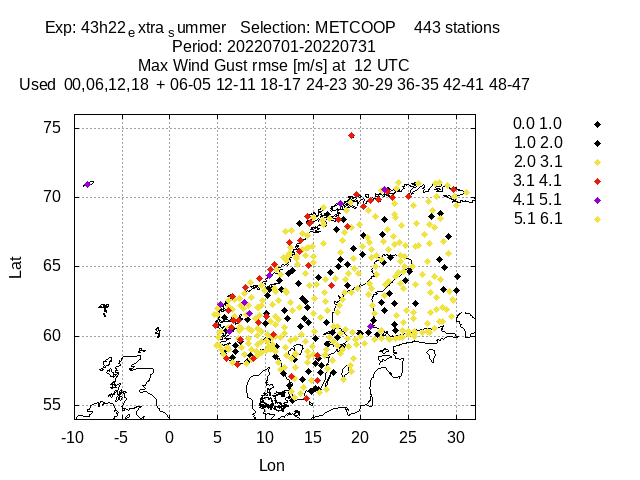 Exp: 43h22extrasummer Selection: METCOOP 443 stations
Period: 20220701-20220731
Max Wind Gust rmse [m/s] at 12 UTC
Used 00,06,12,18 + 06-05 12-11 18-17 24-23 30-29 36-35 42-41 48-47
75
70
65
60
55
Lat
-10 -5 0 5 10 15 20 25 30
Lon
0.0 1.0
1.0 2.0
2.0 3.1
3.1 4.1
4.1 5.1
5.1 6.1